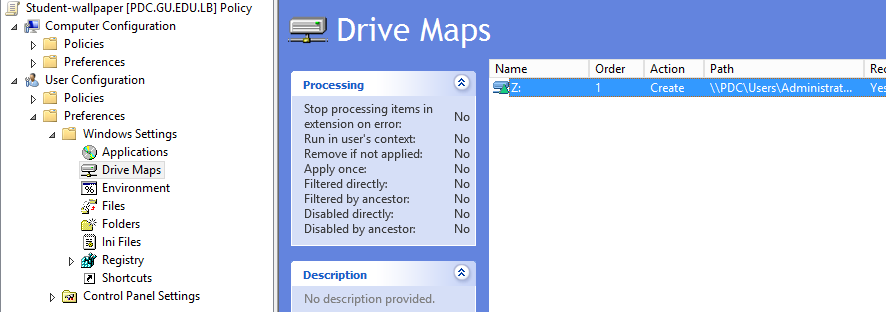 Student-wallpaper [PDC.GU.EDU.LB] Policy
Computer Configuration
Policies
Preferences
User Configuration
Policies
Preferences
Windows Settings
Applications
Drive Maps
Environment
Files
Folders
Ini Files
Registry
Shortcuts
Control Panel Settings
Drive Maps
Processing
Stop processing items in extension on error: No
Run in user's context: No
Remove if not applied: No
Apply once: No
Filtered directly: No
Filtered by ancestor: No
Disabled directly: No
Disabled by ancestor: No
Description
No description provided.
Name Order Action Path Rec
Z: 1 Create \\PDC\Users\Administrat... Yes